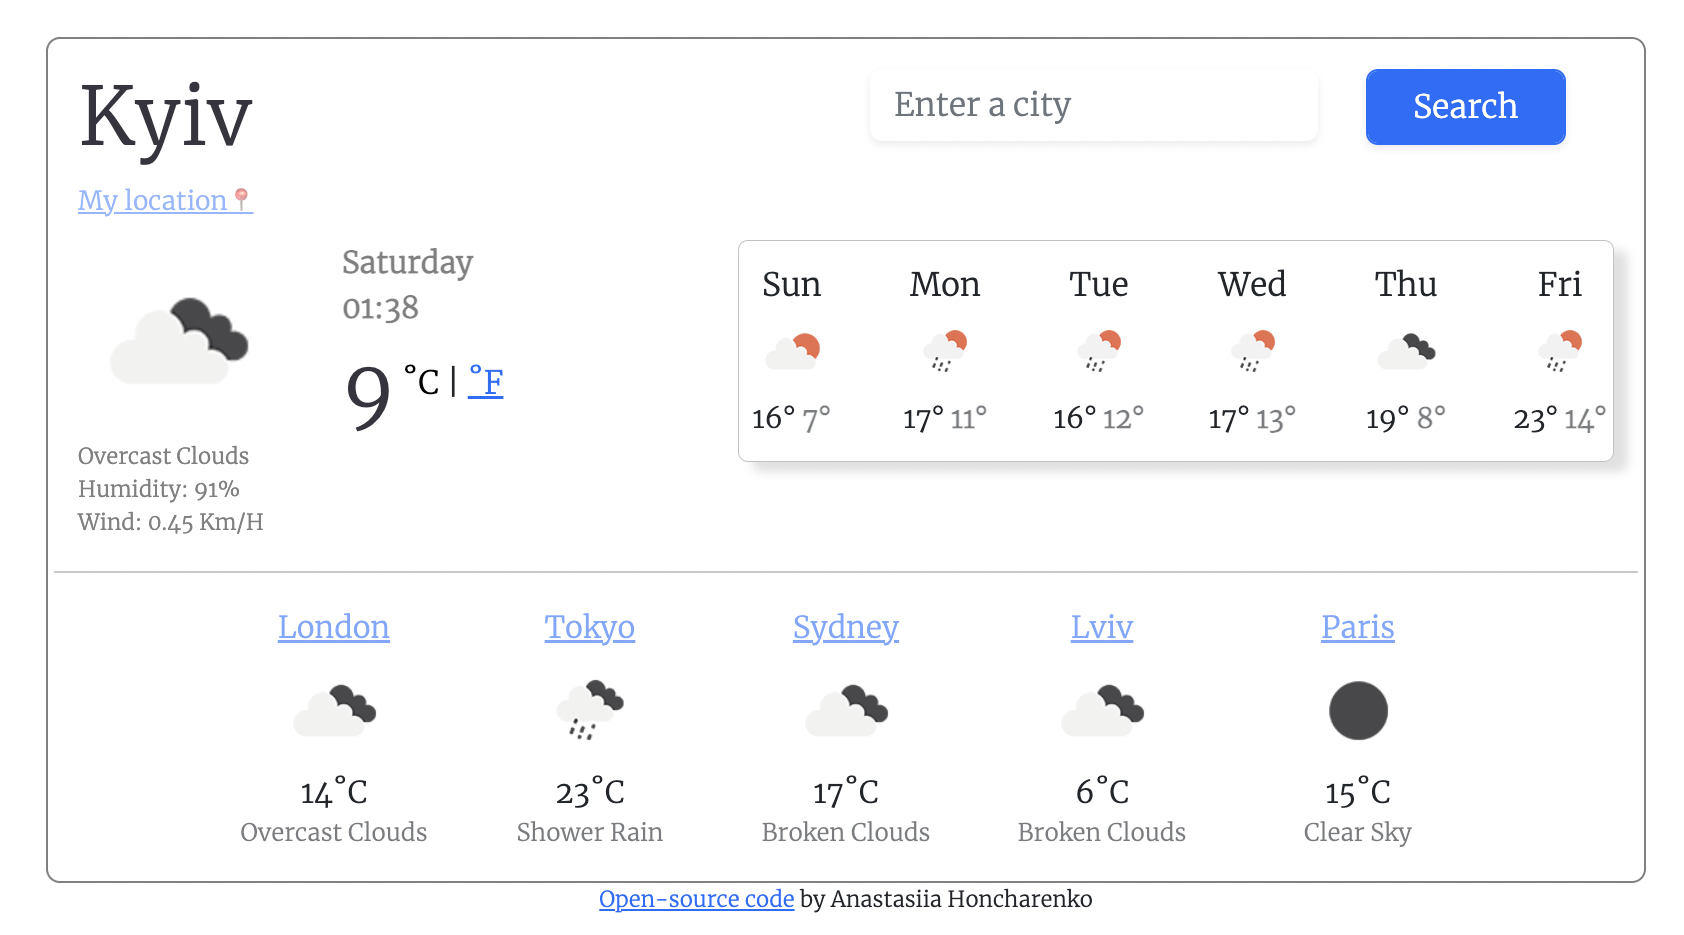 Kyiv
Enter a city
Search
My location📍
Saturday
01:38
9 °C | °F
Overcast Clouds
Humidity: 91%
Wind: 0.45 Km/H
Sun Mon Tue Wed Thu Fri
16° 7° 17° 11° 16° 12° 17° 13° 19° 8° 23° 14°
London Tokyo Sydney Lviv Paris
14°C 23°C 17°C 6°C 15°C
Overcast Clouds Shower Rain Broken Clouds Broken Clouds Clear Sky
Open-source code by Anastasiia Honcharenko